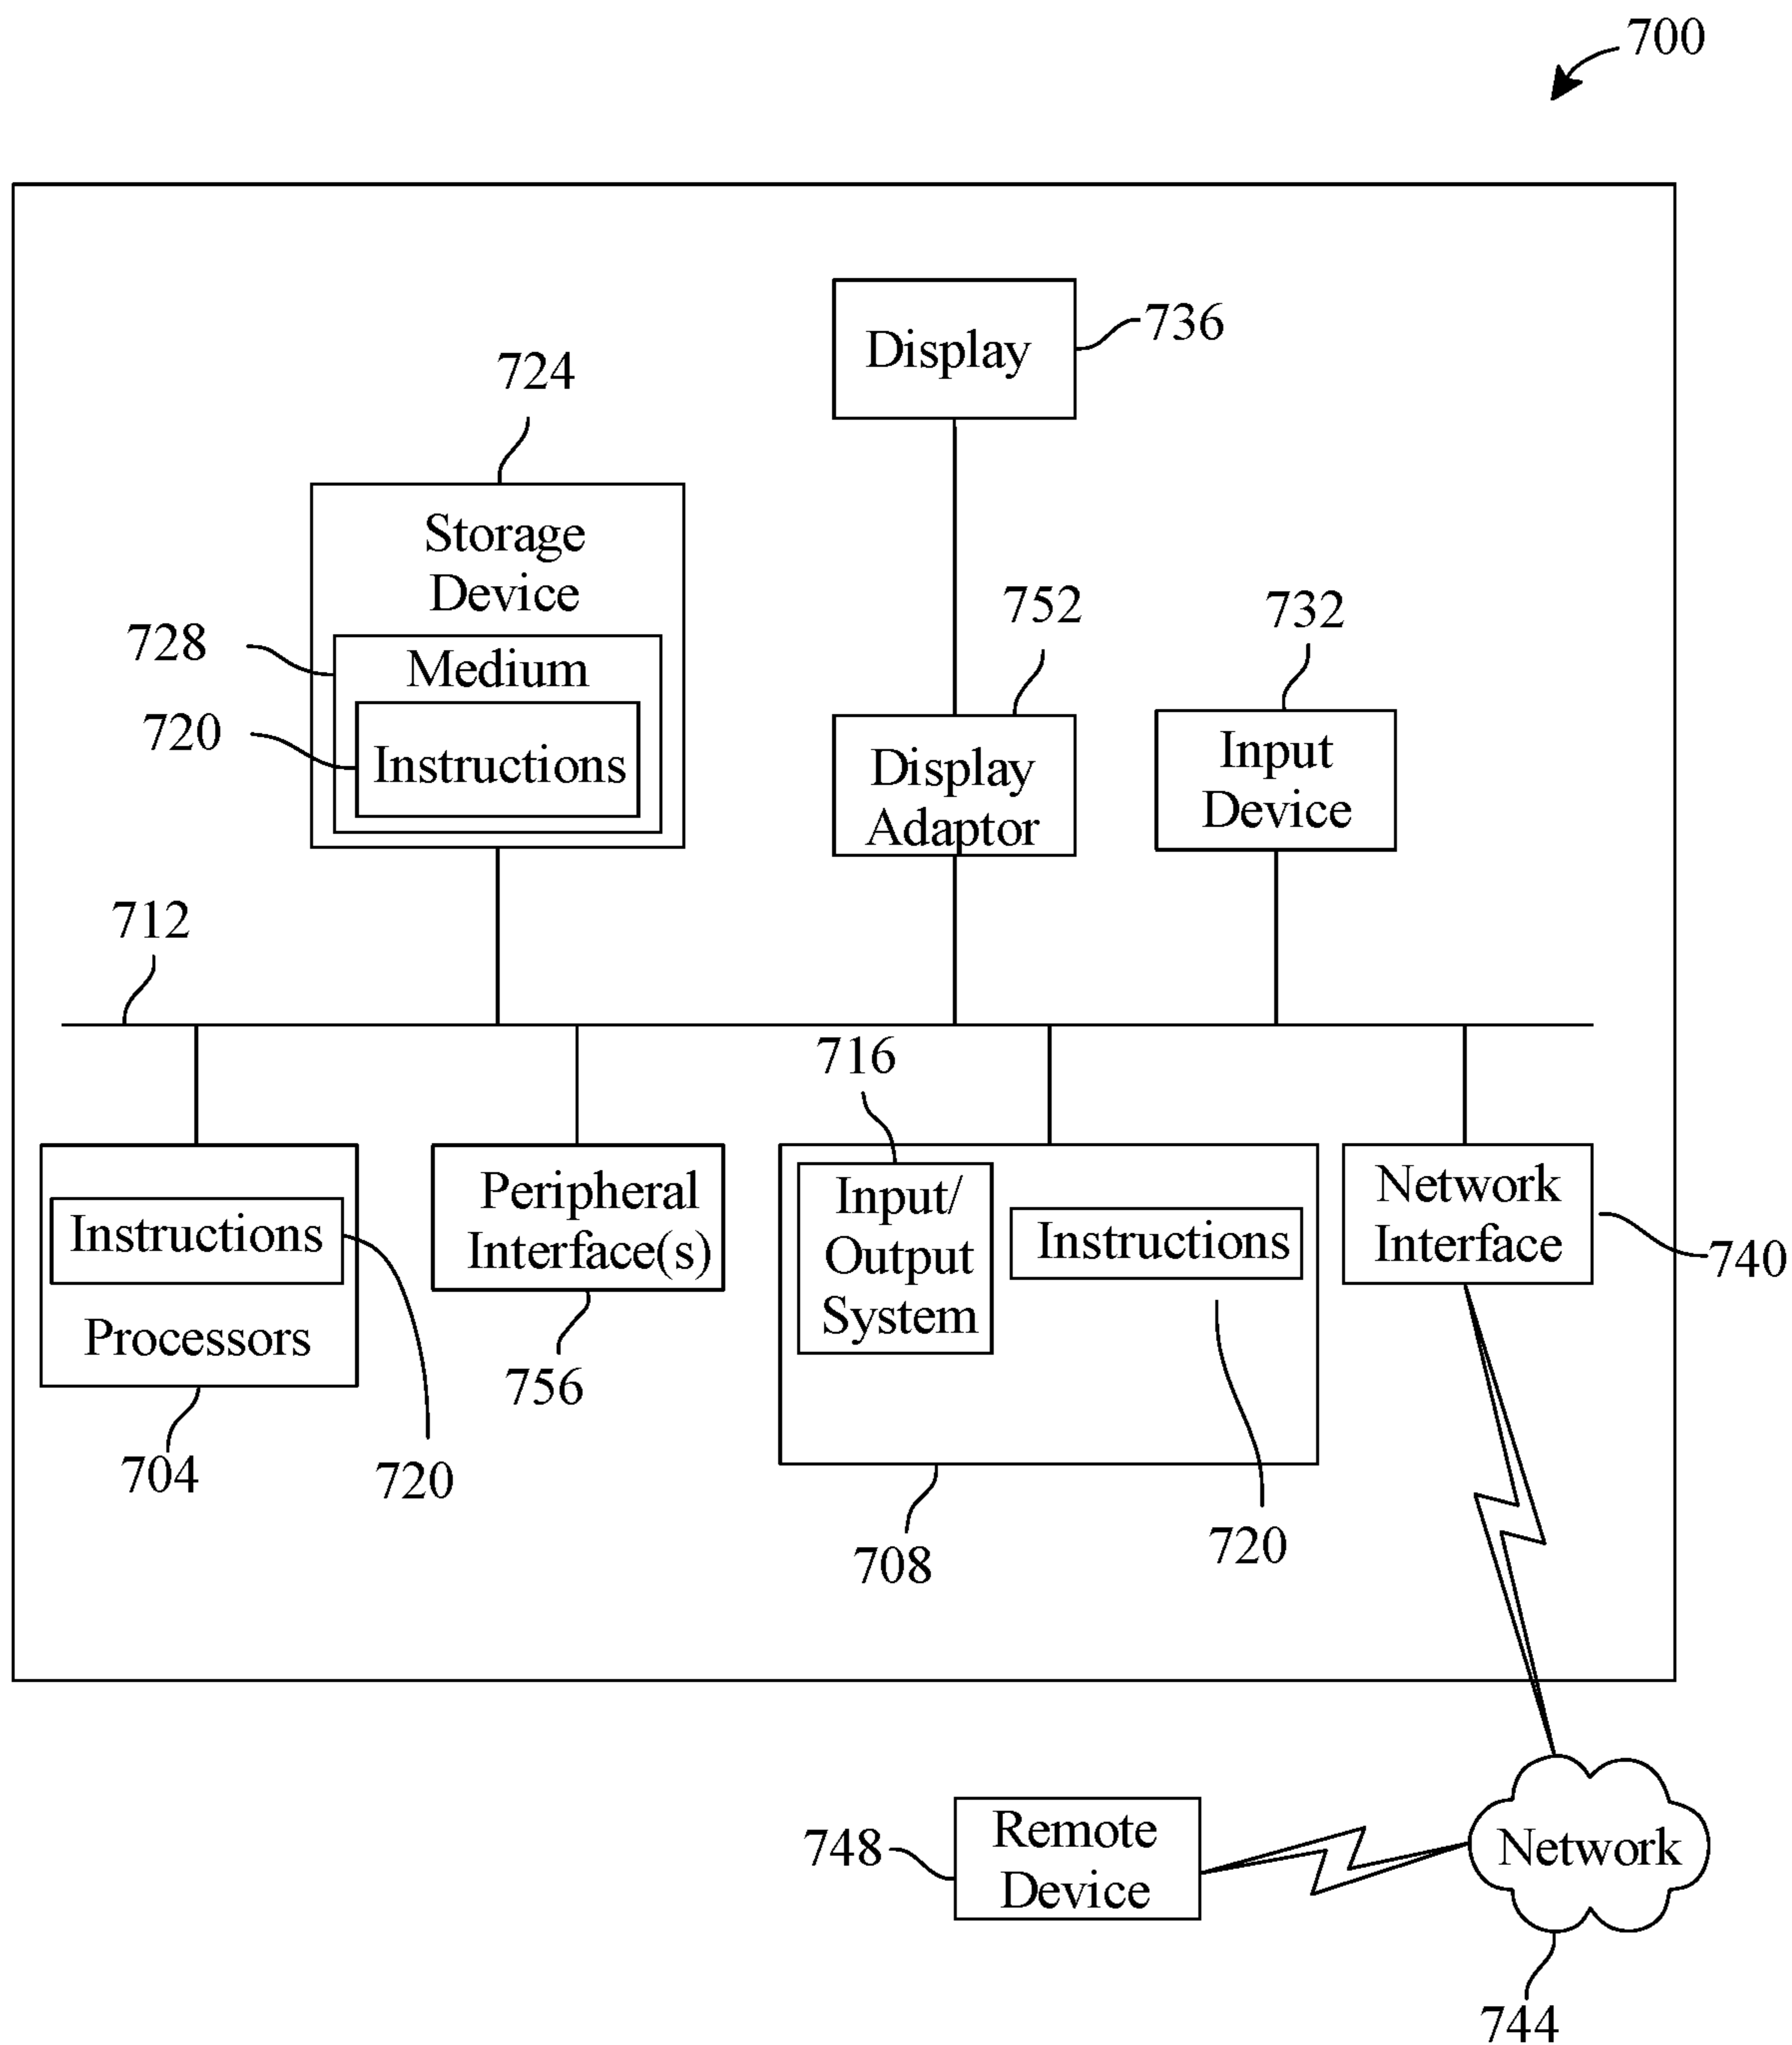 700
Display
736
724
Storage
Device
728
Medium
720
Instructions
752
Display
Adaptor
732
Input
Device
712
716
Instructions
Processors
704
720
Peripheral
Interface(s)
756
Input/
Output
System
Instructions
708
720
Network
Interface
740
748
Remote
Device
Network
744